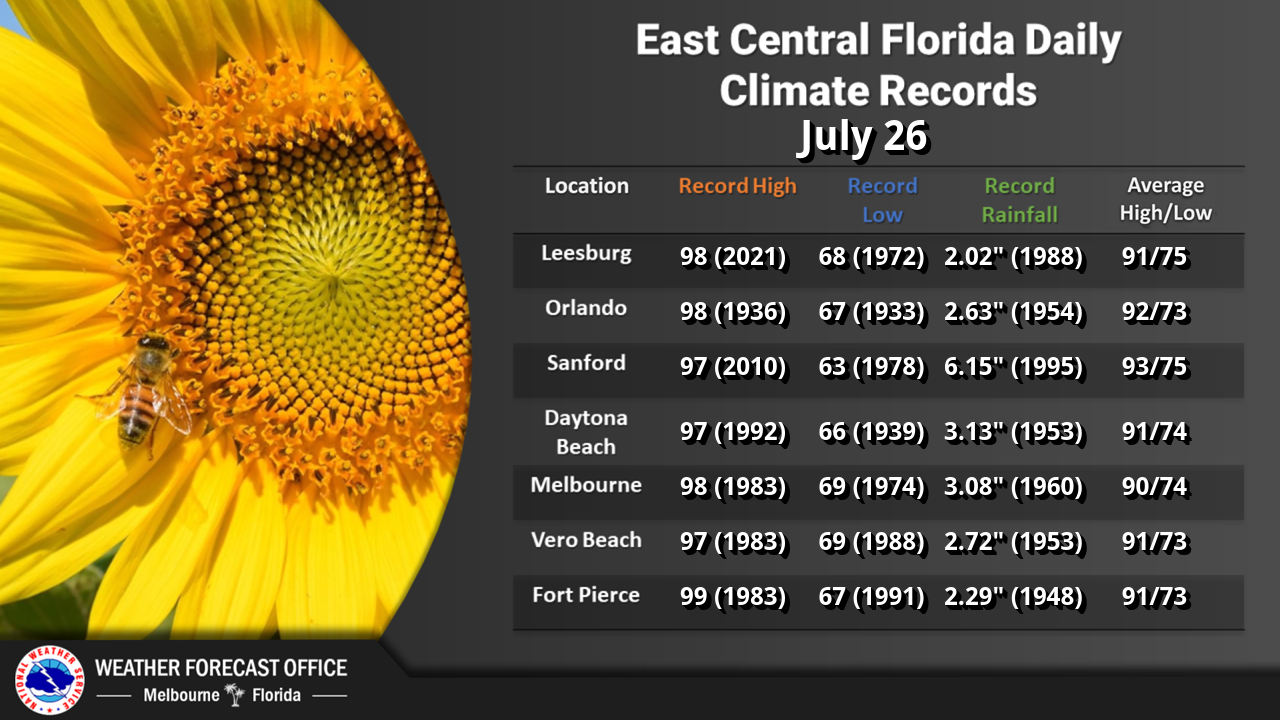 East Central Florida Daily
Climate Records
July 26
Location Record High Record Low Record Rainfall Average High/Low
Leesburg 98 (2021) 68 (1972) 2.02" (1988) 91/75
Orlando 98 (1936) 67 (1933) 2.63" (1954) 92/73
Sanford 97 (2010) 63 (1978) 6.15" (1995) 93/75
Daytona Beach 97 (1992) 66 (1939) 3.13" (1953) 91/74
Melbourne 98 (1983) 69 (1974) 3.08" (1960) 90/74
Vero Beach 97 (1983) 69 (1988) 2.72" (1953) 91/73
Fort Pierce 99 (1983) 67 (1991) 2.29" (1948) 91/73
NATIONAL WEATHER SERVICE
WEATHER FORECAST OFFICE
Melbourne Florida